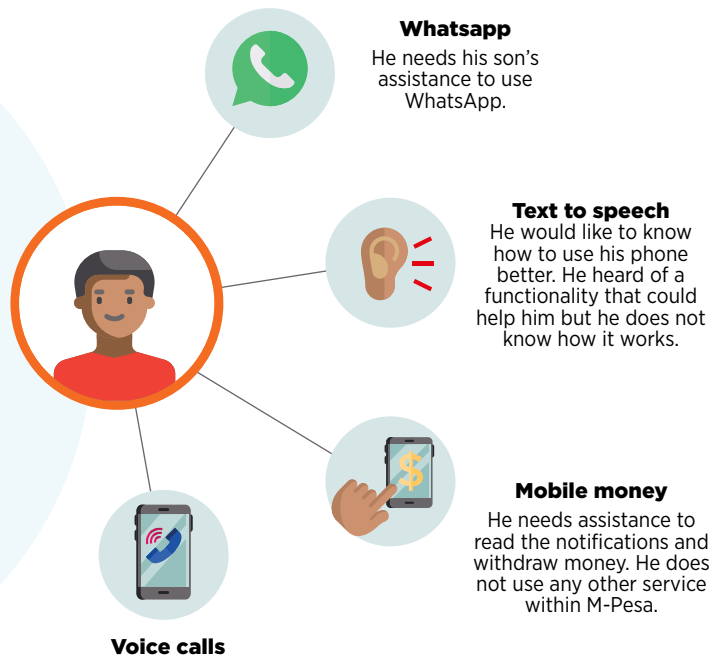 Whatsapp
He needs his son’s
assistance to use
WhatsApp.
Text to speech
He would like to know
how to use his phone
better. He heard of a
functionality that could
help him but he does not
know how it works.
Mobile money
He needs assistance to
read the notifications and
withdraw money. He does
not use any other service
within M-Pesa.
Voice calls